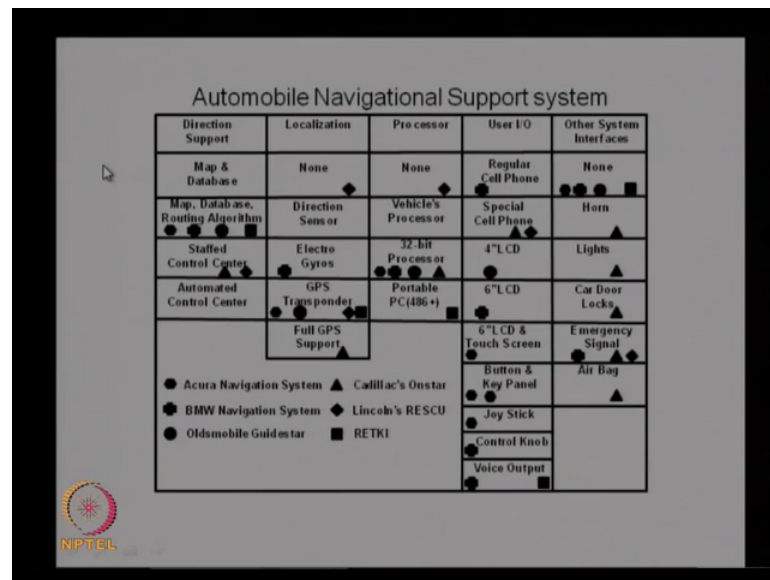 Automobile Navigational Support system
Direction Support
Localization
Processor
User I/O
Other System Interfaces
Map & Database
None
None
Regular Cell Phone
None
Map, Database, Routing Algorithm
Direction Sensor
Vehicle's Processor
Special Cell Phone
Horn
Staffed Control Center
Electro Gyros
32-bit Processor
4"LCD
Lights
Automated Control Center
GPS Transponder
Portable PC(486+)
6"LCD
Car Door Locks
Full GPS Support
6"LCD & Touch Screen
Emergency Signal
Button & Key Panel
Air Bag
Joy Stick
Control Knob
Voice Output
Acura Navigation System
Cadillac's Onstar
BMW Navigation System
Lincoln's RESCU
Oldsmobile Guidestar
RETKI
NPTEL